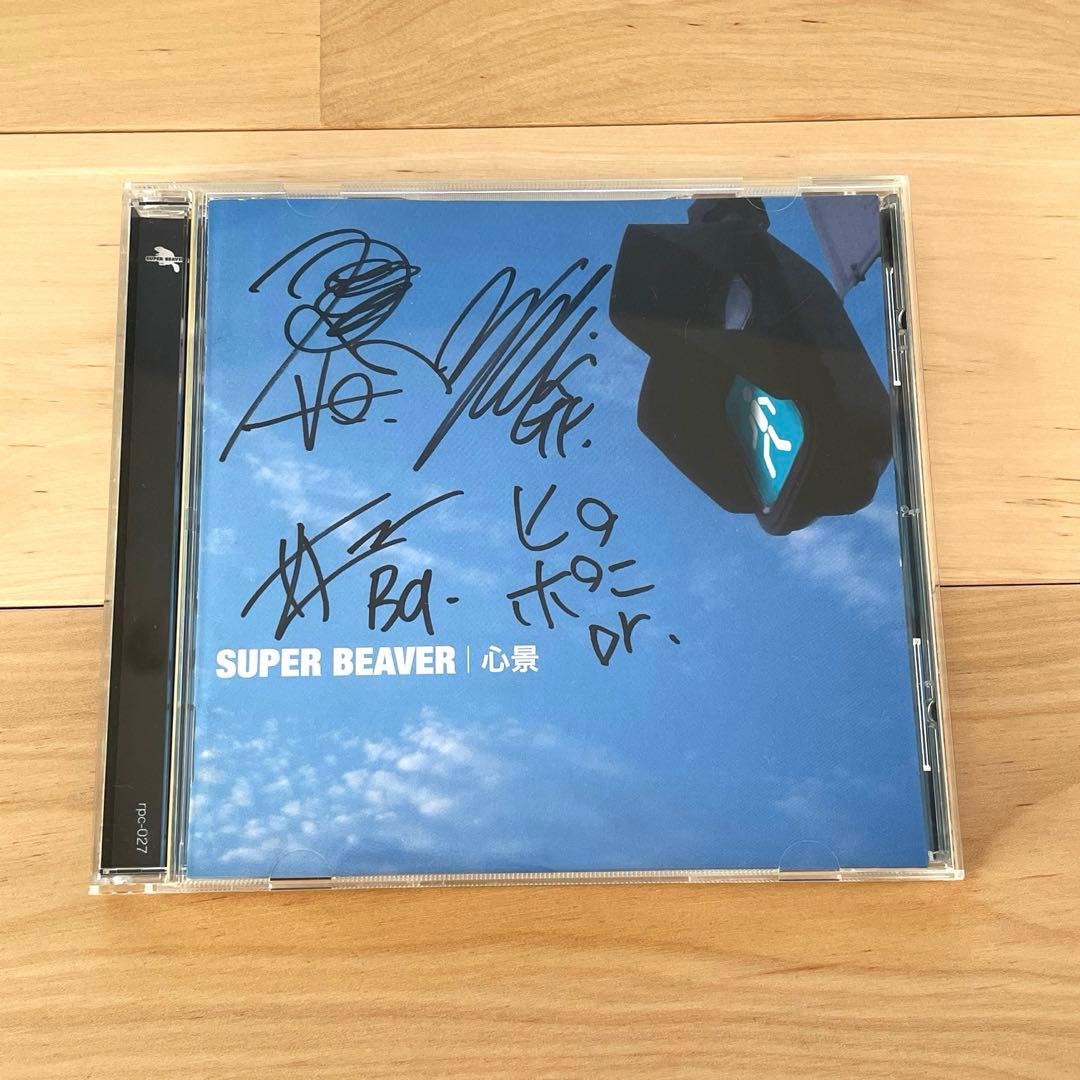 SUPER BEAVER
Vo.
Gt.
Ba.
ヒロ
ポン
Dr.
SUPER BEAVER | 心景
rpc-027